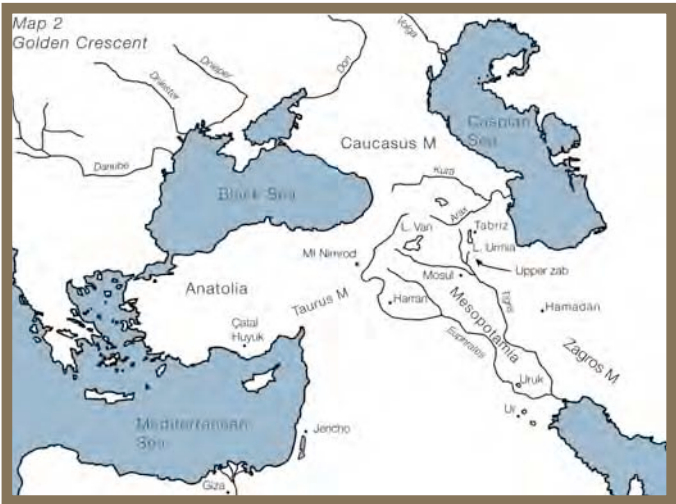 Map 2
Golden Crescent
Volga
Dnieper
Dniester
Don
Caspian
Sea
Caucasus M
Danube
Kura
Black Sea
Arax
L. Van
Tabriz
L. Urmia
Mt Nimrod
Upper zab
Mosul
Anatolia
Taurus M
Harran
Tigris
Hamadan
Mesopotamia
Çatal
Huyuk
Euphrates
Zagros M
Uruk
Ur
Mediterranean
Sea
Jericho
Giza